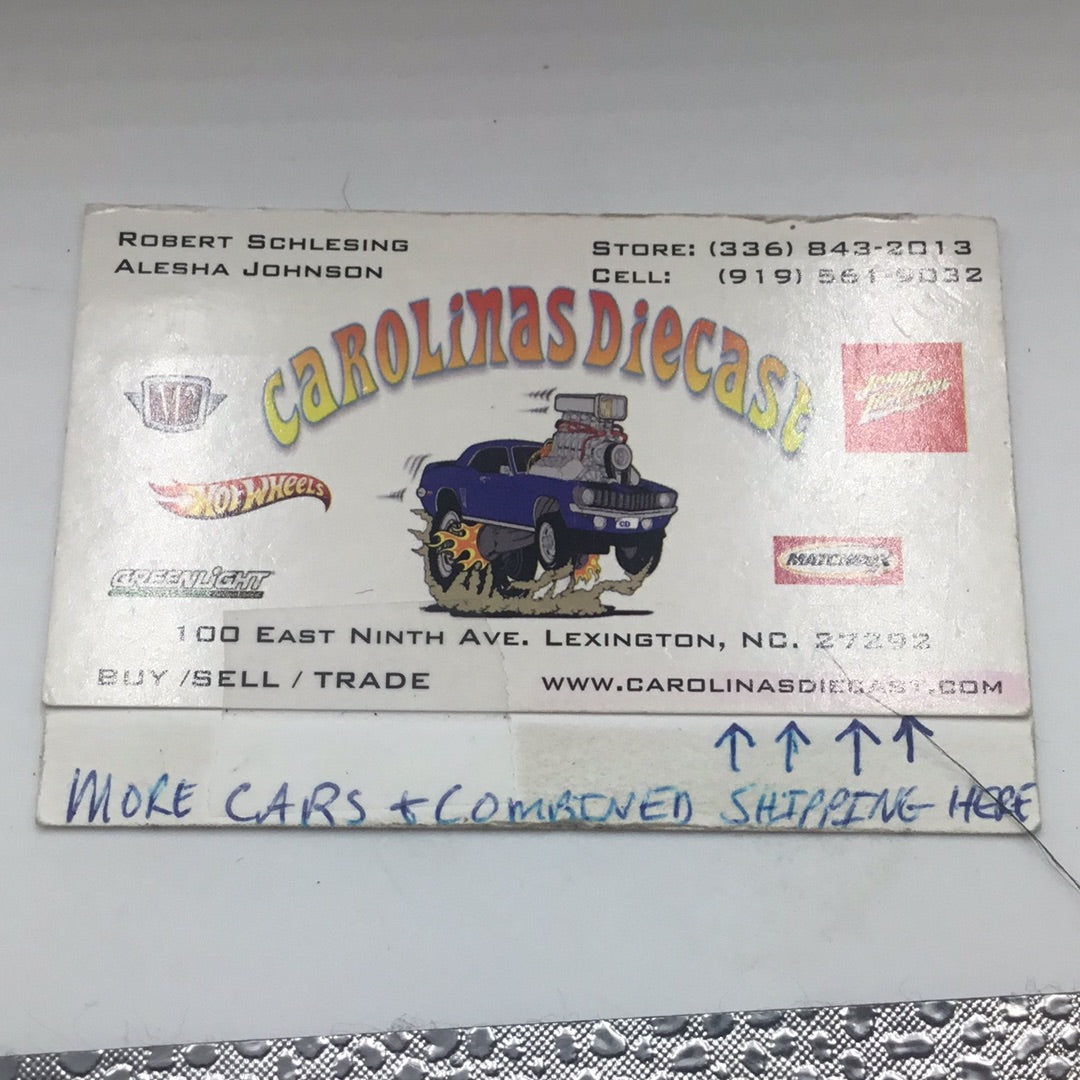 ROBERT SCHLESING
ALESHA JOHNSON
STORE: (336) 843-2013
CELL: (919) 561-9032
CAROLiNAS DiECAST
M2
JOHNNY LIGHTNING
HOT WHEELS
CD
MATCHBOX
GREENLiGHT
100 EAST NINTH AVE. LEXINGTON, NC. 27292
BUY /SELL / TRADE
WWW.CAROLINASDIECAST.COM
MORE CARS & COMBINED SHIPPING HERE